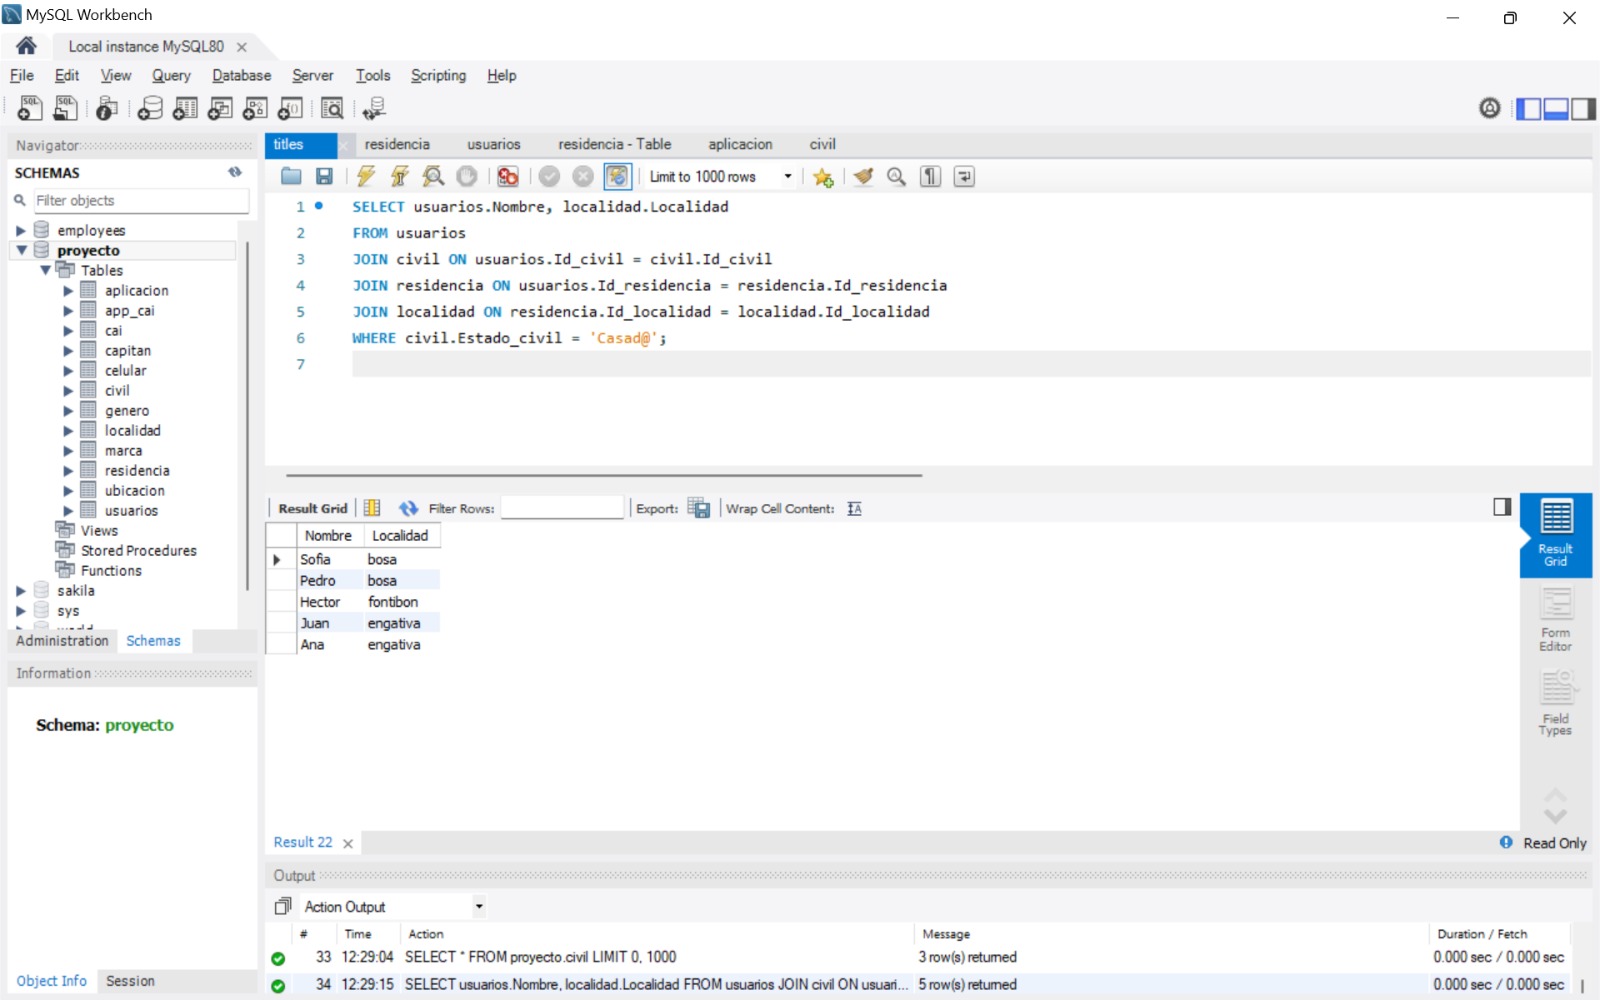 MySQL Workbench
Local instance MySQL80
File Edit View Query Database Server Tools Scripting Help
Navigator
SCHEMAS
Filter objects
employees
proyecto
Tables
aplicacion
app_cai
cai
capitan
celular
civil
genero
localidad
marca
residencia
ubicacion
usuarios
Views
Stored Procedures
Functions
sakila
sys
Administration Schemas
Information
Schema: proyecto
Object Info Session
titles residencia usuarios residencia - Table aplicacion civil
Limit to 1000 rows
1 SELECT usuarios.Nombre, localidad.Localidad
2 FROM usuarios
3 JOIN civil ON usuarios.Id_civil = civil.Id_civil
4 JOIN residencia ON usuarios.Id_residencia = residencia.Id_residencia
5 JOIN localidad ON residencia.Id_localidad = localidad.Id_localidad
6 WHERE civil.Estado_civil = 'Casad@';
7
Result Grid Filter Rows: Export: Wrap Cell Content:
Nombre Localidad
Sofia bosa
Pedro bosa
Hector fontibon
Juan engativa
Ana engativa
Result Grid
Form Editor
Field Types
Result 22
Read Only
Output
Action Output
# Time Action Message Duration / Fetch
33 12:29:04 SELECT * FROM proyecto.civil LIMIT 0, 1000 3 row(s) returned 0.000 sec / 0.000 sec
34 12:29:15 SELECT usuarios.Nombre, localidad.Localidad FROM usuarios JOIN civil ON usuari... 5 row(s) returned 0.000 sec / 0.000 sec